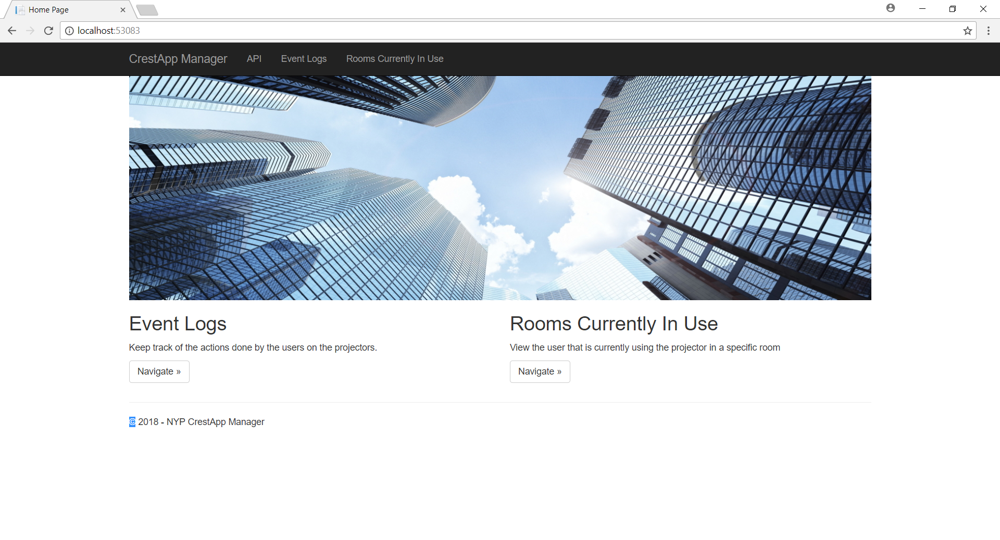 Home Page
localhost:53083
CrestApp Manager API Event Logs Rooms Currently In Use
Event Logs
Keep track of the actions done by the users on the projectors.
Navigate »
Rooms Currently In Use
View the user that is currently using the projector in a specific room
Navigate »
© 2018 - NYP CrestApp Manager